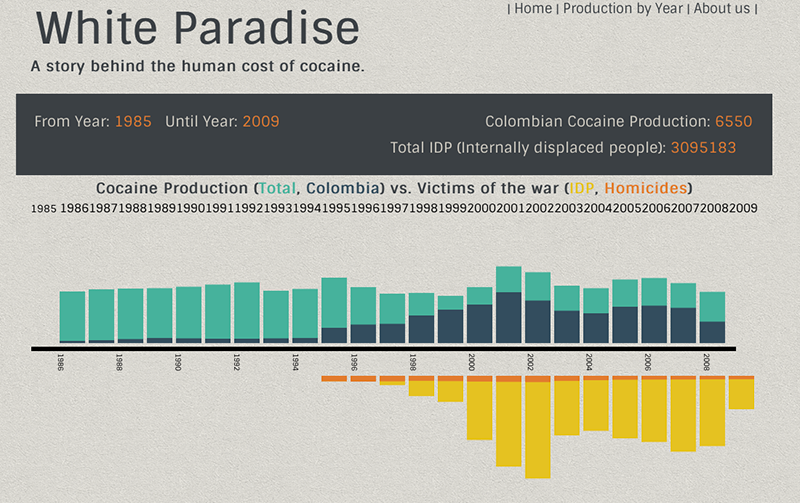 | Home | Production by Year | About us |
White Paradise
A story behind the human cost of cocaine.
From Year: 1985 Until Year: 2009 Colombian Cocaine Production: 6550
Total IDP (Internally displaced people): 3095183
Cocaine Production (Total, Colombia) vs. Victims of the war (IDP, Homicides)
1985 1986 1987 1988 1989 1990 1991 1992 1993 1994 1995 1996 1997 1998 1999 2000 2001 2002 2003 2004 2005 2006 2007 2008 2009
1986 1988 1990 1992 1994 1996 1998 2000 2002 2004 2006 2008